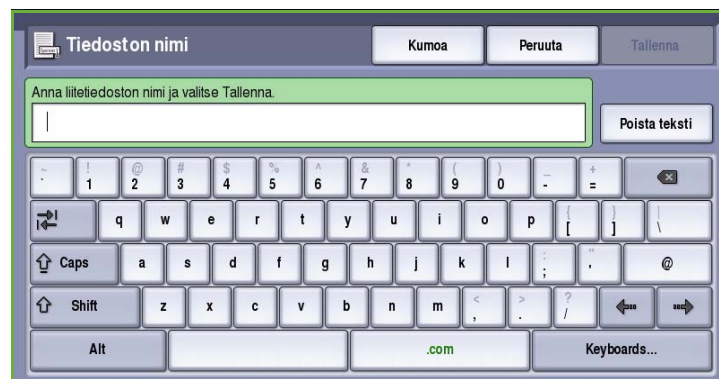 Tiedoston nimi Kumoa Peruuta Tallenna
Anna liitetiedoston nimi ja valitse Tallenna.
Poista teksti
~ ! @ # $ % ^ & * ( ) _ +
` 1 2 3 4 5 6 7 8 9 0 - =
q w e r t y u i o p { [ } ] | \
Caps a s d f g h j k l : ; " ' @
Shift z x c v b n m < , > . ? /
Alt .com Keyboards...